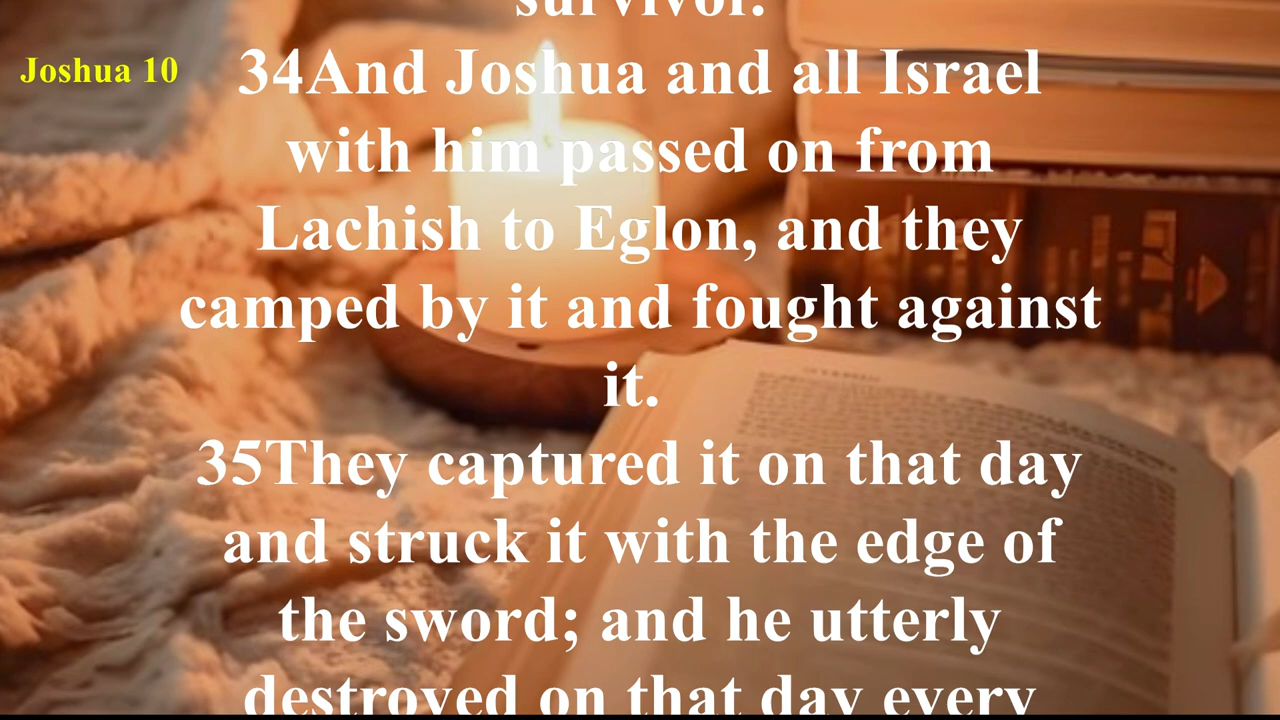 survivor.
Joshua 10
34And Joshua and all Israel
with him passed on from
Lachish to Eglon, and they
camped by it and fought against
it.
35They captured it on that day
and struck it with the edge of
the sword; and he utterly
destroyed on that day every